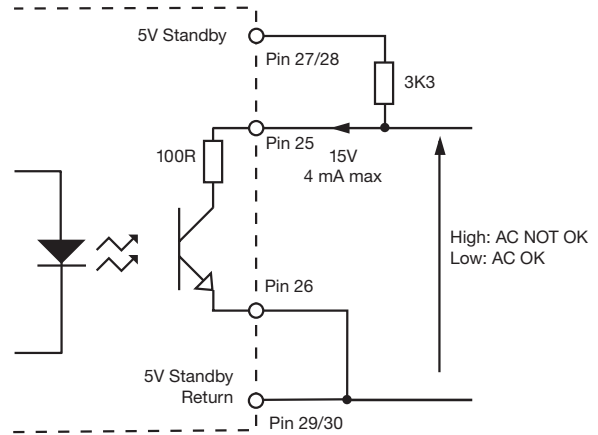 5V Standby
Pin 27/28
3K3
Pin 25
100R
15V
4 mA max
High: AC NOT OK
Low: AC OK
Pin 26
5V Standby
Return
Pin 29/30